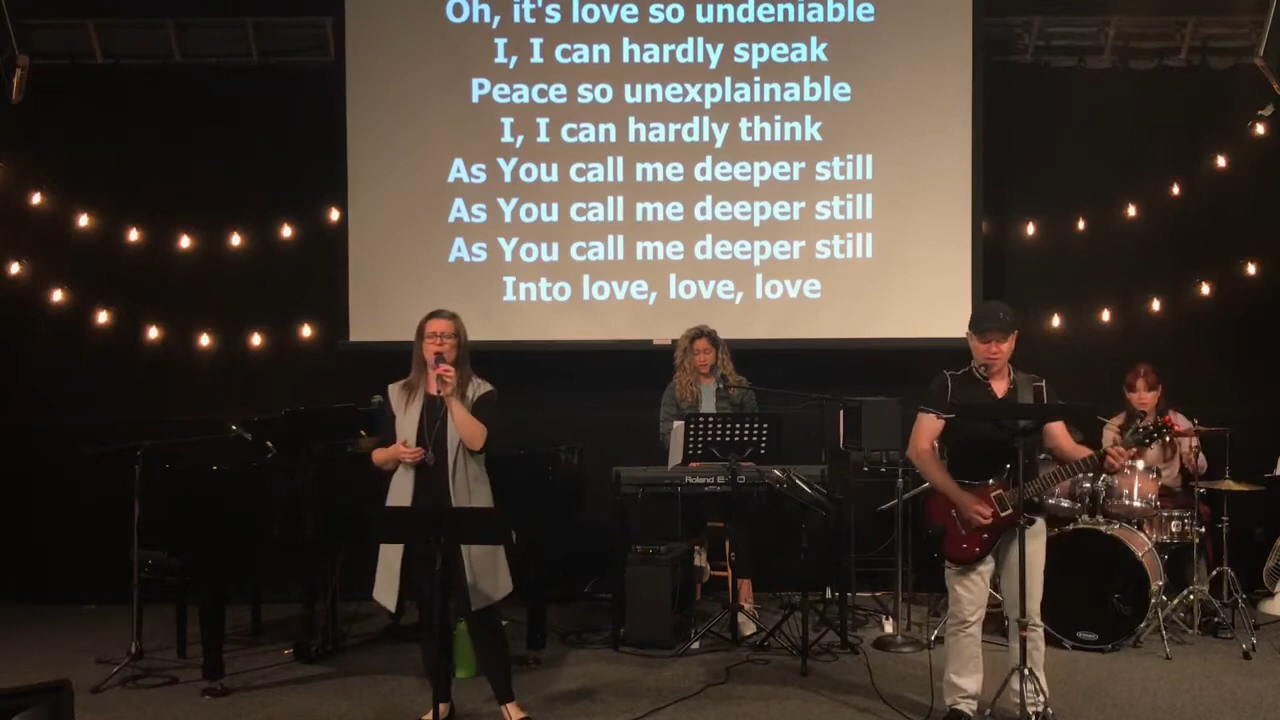 Oh, it's love so undeniable
I, I can hardly speak
Peace so unexplainable
I, I can hardly think
As You call me deeper still
As You call me deeper still
As You call me deeper still
Into love, love, love
Roland E-